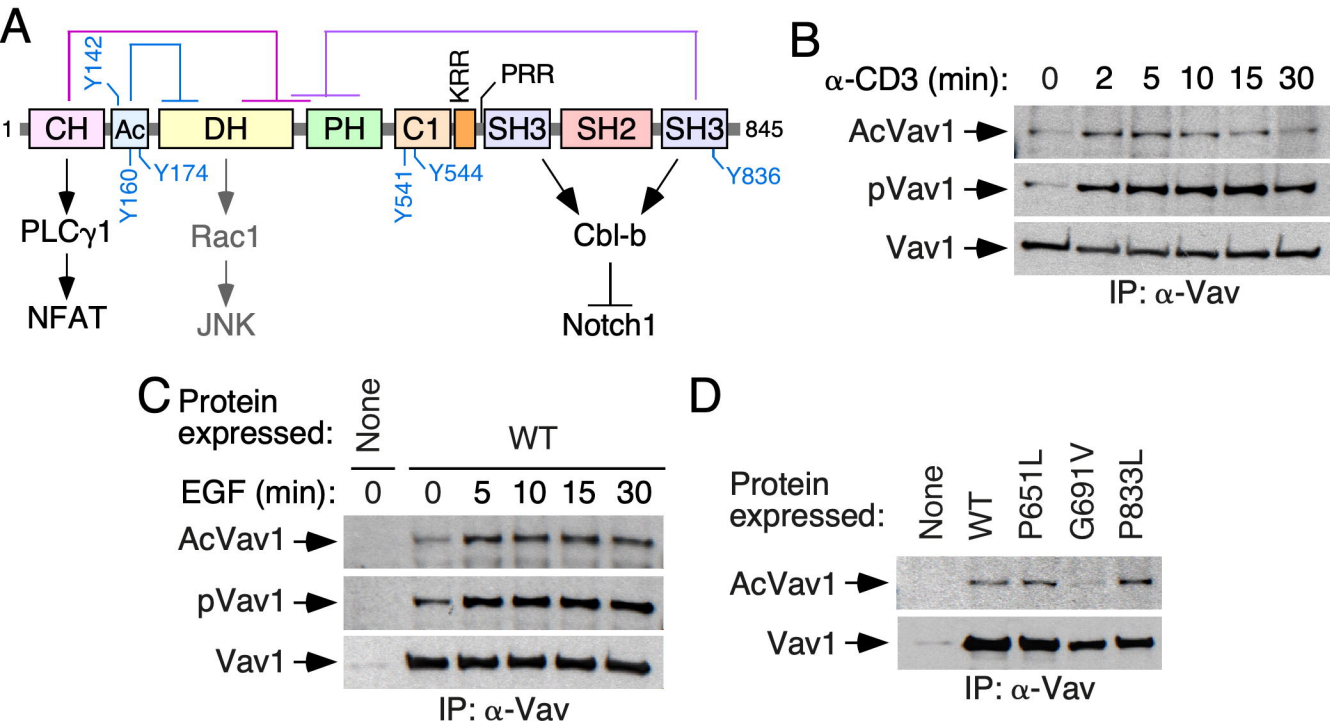 A
Y142
KRR
PRR
1 CH Ac DH PH C1 SH3 SH2 SH3 845
Y160 Y174 Y541 Y544 Y836
PLCγ1 Rac1 Cbl-b
NFAT JNK Notch1
B
α-CD3 (min): 0 2 5 10 15 30
AcVav1
pVav1
Vav1
IP: α-Vav
C
Protein
expressed: None WT
EGF (min): 0 0 5 10 15 30
AcVav1
pVav1
Vav1
IP: α-Vav
D
Protein
expressed: None WT P651L G691V P833L
AcVav1
Vav1
IP: α-Vav